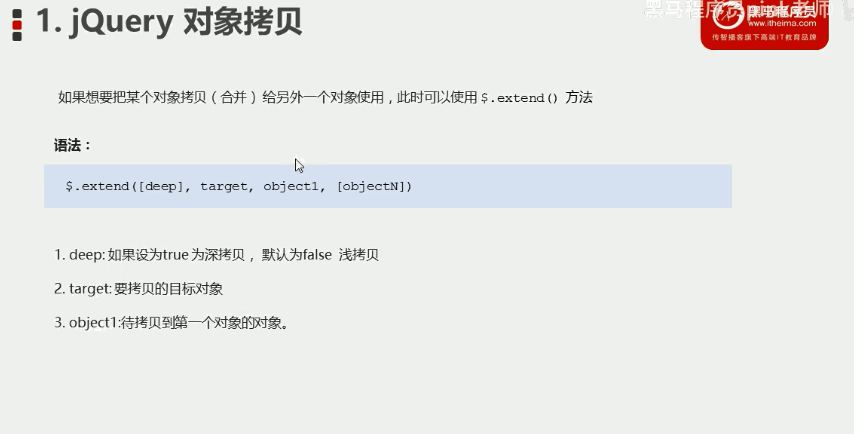 1. jQuery 对象拷贝
黑马程序员pink老师
黑马程序员
www.itheima.com
传智播客旗下高端IT教育品牌
如果想要把某个对象拷贝（合并）给另外一个对象使用，此时可以使用 $.extend() 方法
语法：
$.extend([deep], target, object1, [objectN])
1. deep: 如果设为true 为深拷贝， 默认为false 浅拷贝
2. target: 要拷贝的目标对象
3. object1:待拷贝到第一个对象的对象。